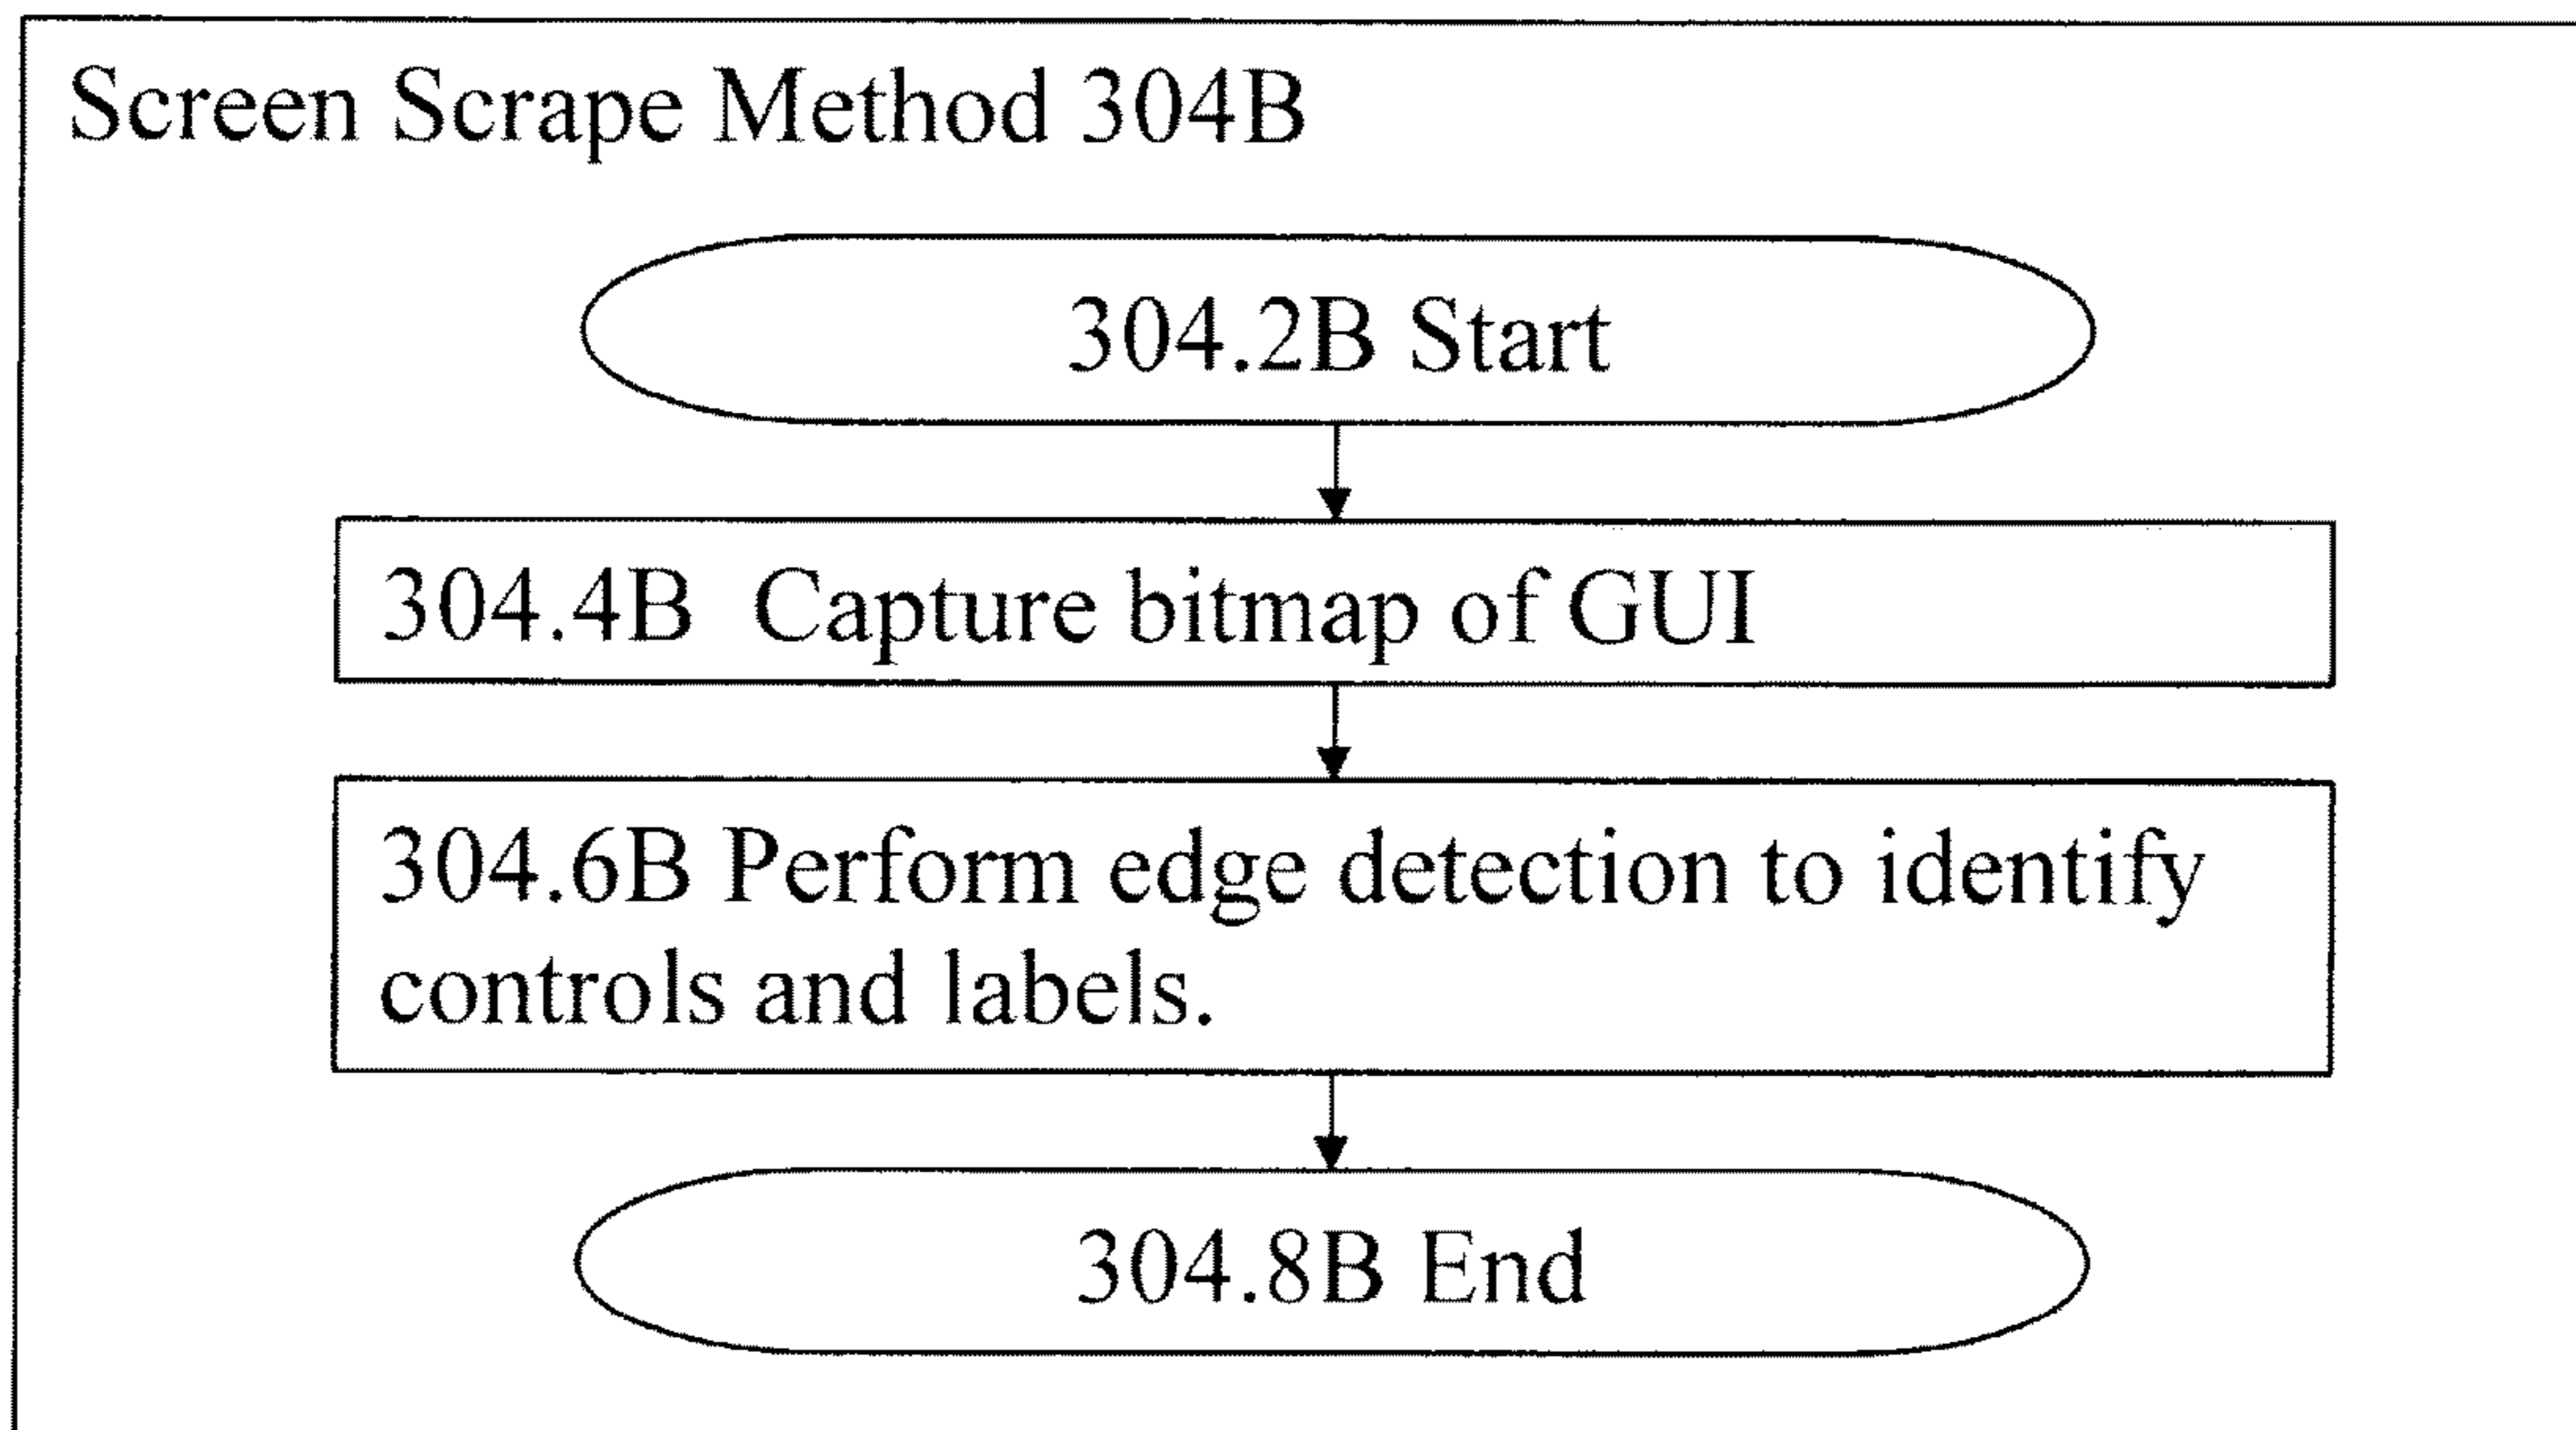 Screen Scrape Method 304B
304.2B Start
304.4B Capture bitmap of GUI
304.6B Perform edge detection to identify
controls and labels.
304.8B End